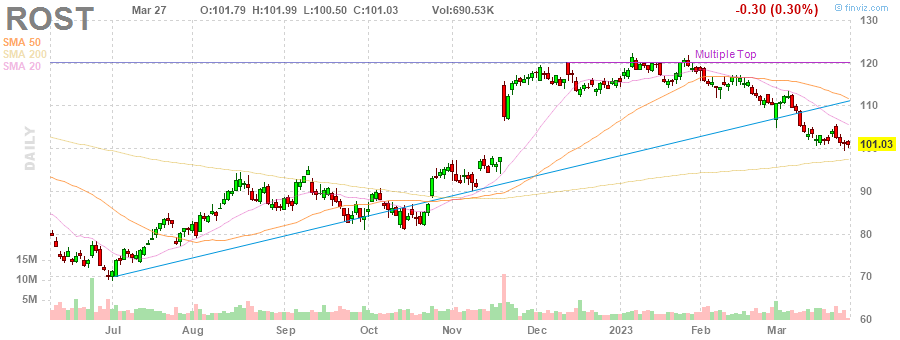 ROST Mar 27 O:101.79 H:101.99 L:100.50 C:101.03 Vol:690.53K -0.30 (0.30%) © finviz.com
130
SMA 50
SMA 200
SMA 20
Multiple Top
120
110
DAILY
101.03
90
80
15M
10M
70
5M
60
Jul Aug Sep Oct Nov Dec 2023 Feb Mar